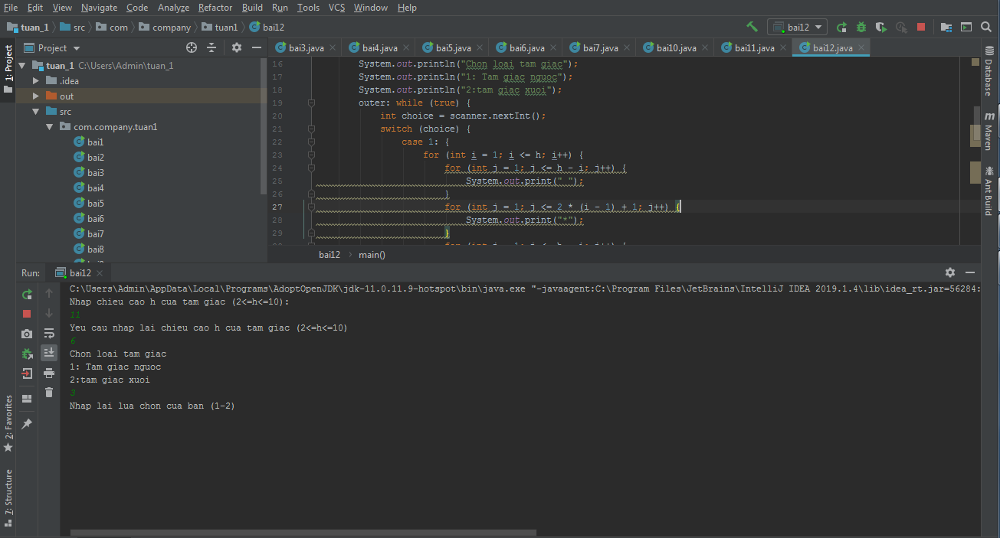 File Edit View Navigate Code Analyze Refactor Build Run Tools VCS Window Help
tuan_1 src com company tuan1 bai12
bai12
1: Project
Project
bai3.java bai4.java bai5.java bai6.java bai7.java bai10.java bai11.java bai12.java
tuan_1 C:\Users\Admin\tuan_1
.idea
out
src
com.company.tuan1
bai1
bai2
bai3
bai4
bai5
bai6
bai7
bai8
16 System.out.println("Chon loai tam giac");
17 System.out.println("1: Tam giac nguoc");
18 System.out.println("2:tam giac xuoi");
19 outer: while (true) {
20 int choice = scanner.nextInt();
21 switch (choice) {
22 case 1: {
23 for (int i = 1; i <= h; i++) {
24 for (int j = 1; j <= h - i; j++) {
25 System.out.print(" ");
26 }
27 for (int j = 1; j <= 2 * (i - 1) + 1; j++) {
28 System.out.print("*");
29 }
bai12 main()
Database
m
Maven
Ant Build
Run: bai12
C:\Users\Admin\AppData\Local\Programs\AdoptOpenJDK\jdk-11.0.11.9-hotspot\bin\java.exe "-javaagent:C:\Program Files\JetBrains\IntelliJ IDEA 2019.1.4\lib\idea_rt.jar=56284:
Nhap chieu cao h cua tam giac (2<=h<=10):
11
Yeu cau nhap lai chieu cao h cua tam giac (2<=h<=10)
6
Chon loai tam giac
1: Tam giac nguoc
2:tam giac xuoi
3
Nhap lai lua chon cua ban (1-2)
2: Favorites
7: Structure